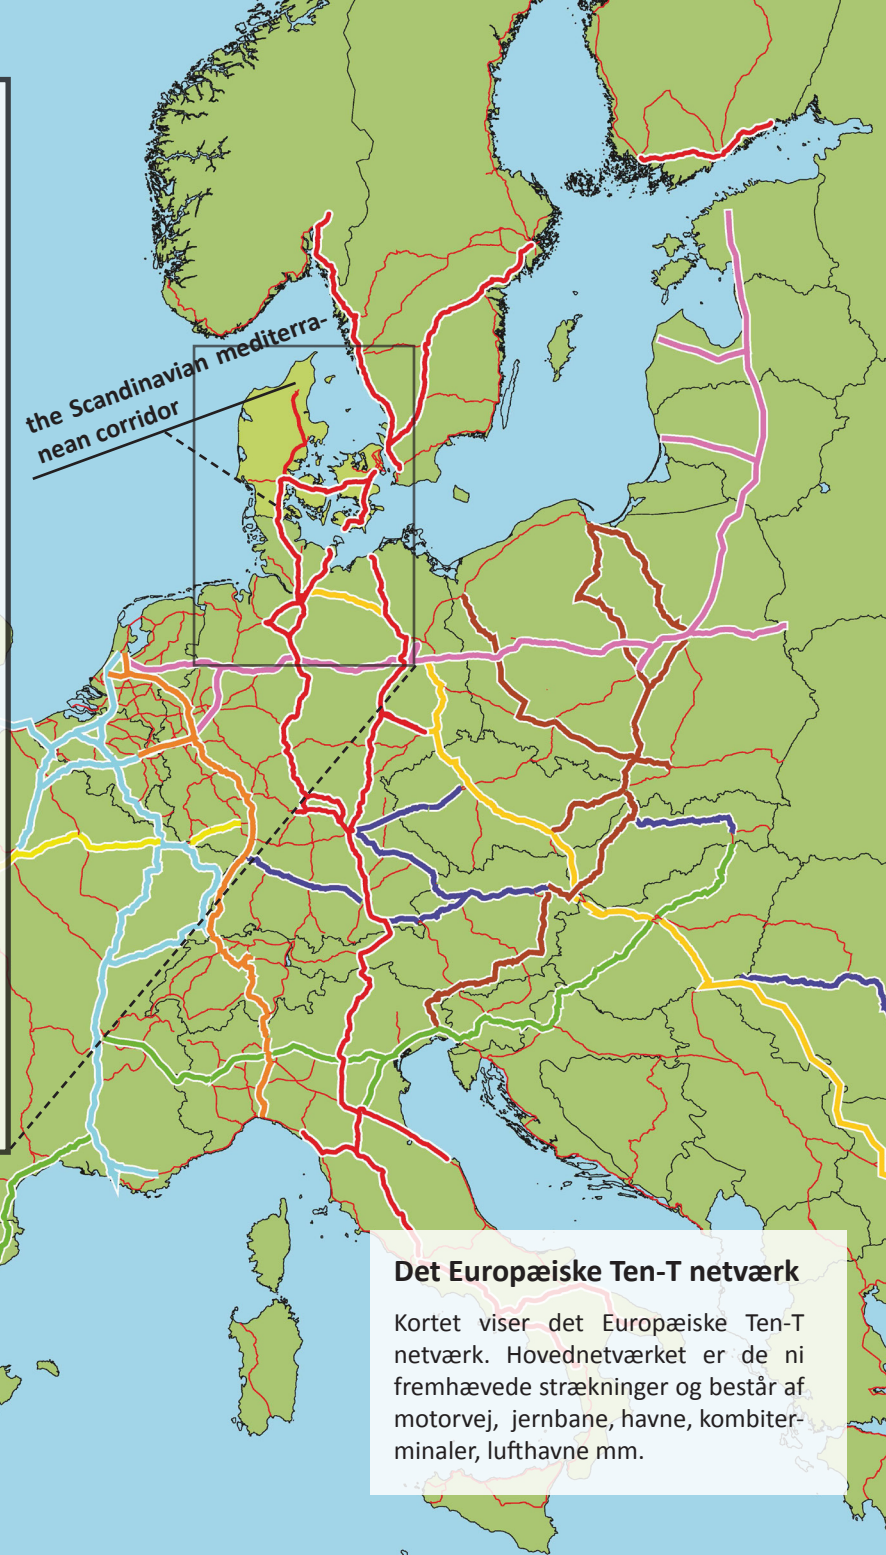 the Scandinavian mediterra-
nean corridor
Det Europæiske Ten-T netværk
Kortet viser det Europæiske Ten-T
netværk. Hovednetværket er de ni
fremhævede strækninger og består af
motorvej, jernbane, havne, kombiter-
minaler, lufthavne mm.